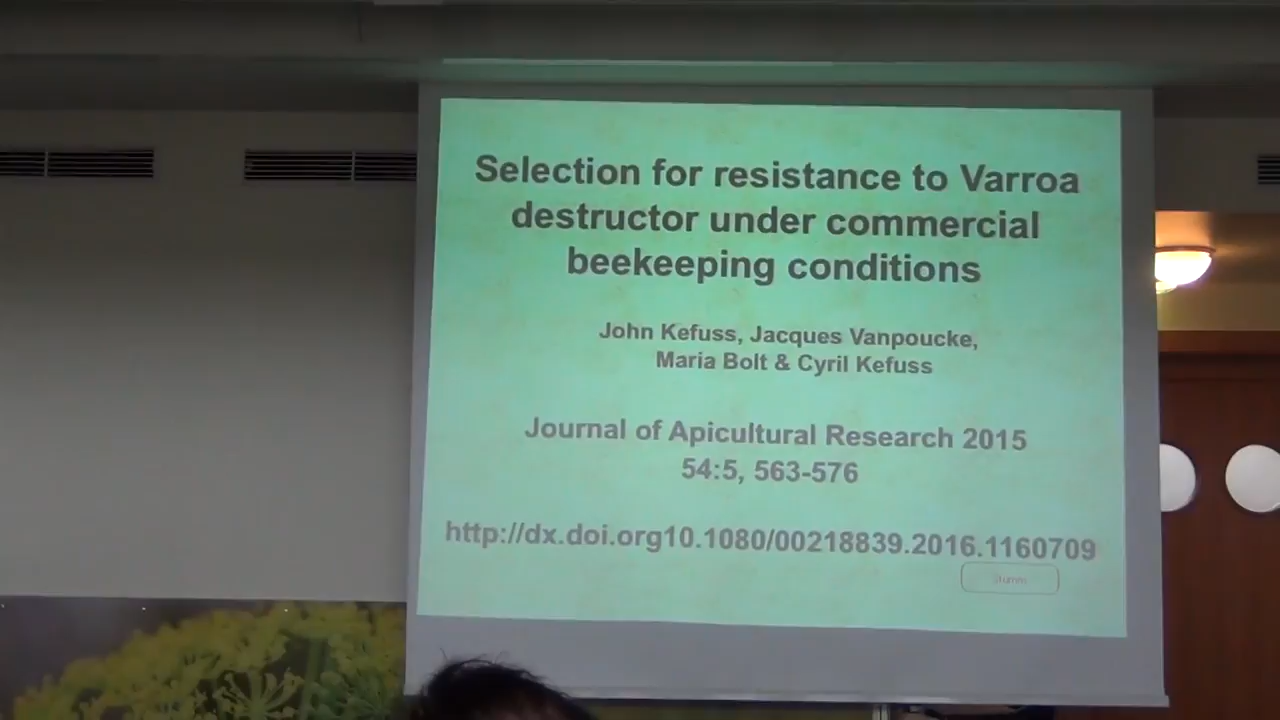 Selection for resistance to Varroa
destructor under commercial
beekeeping conditions
John Kefuss, Jacques Vanpoucke,
Maria Bolt & Cyril Kefuss
Journal of Apicultural Research 2015
54:5, 563-576
http://dx.doi.org10.1080/00218839.2016.1160709